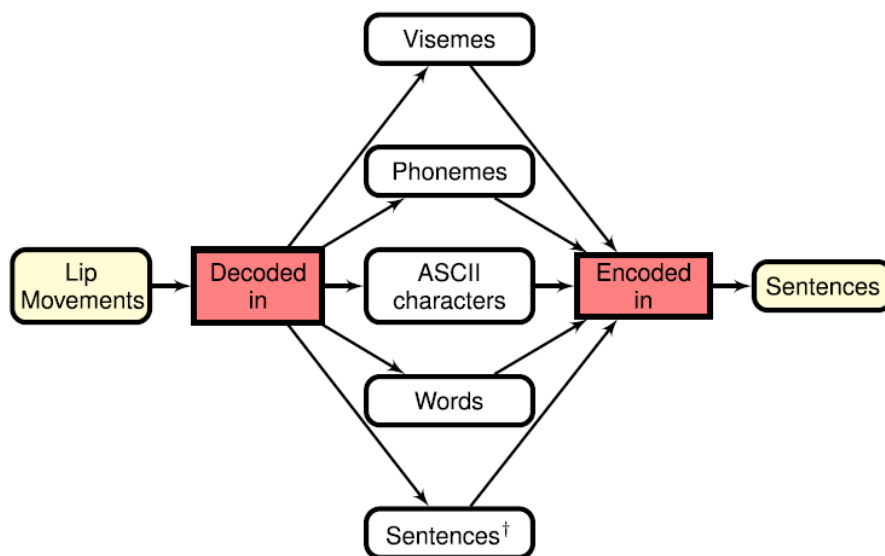 Visemes
Phonemes
Lip
Movements
Decoded
in
ASCII
characters
Encoded
in
Sentences
Words
Sentences†